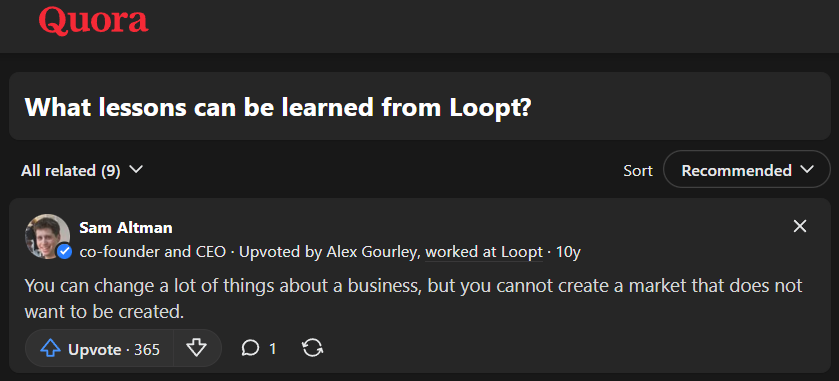 Quora
What lessons can be learned from Loopt?
All related (9)
Sort
Recommended
Sam Altman
co-founder and CEO · Upvoted by Alex Gourley, worked at Loopt · 10y
You can change a lot of things about a business, but you cannot create a market that does not
want to be created.
Upvote · 365
1